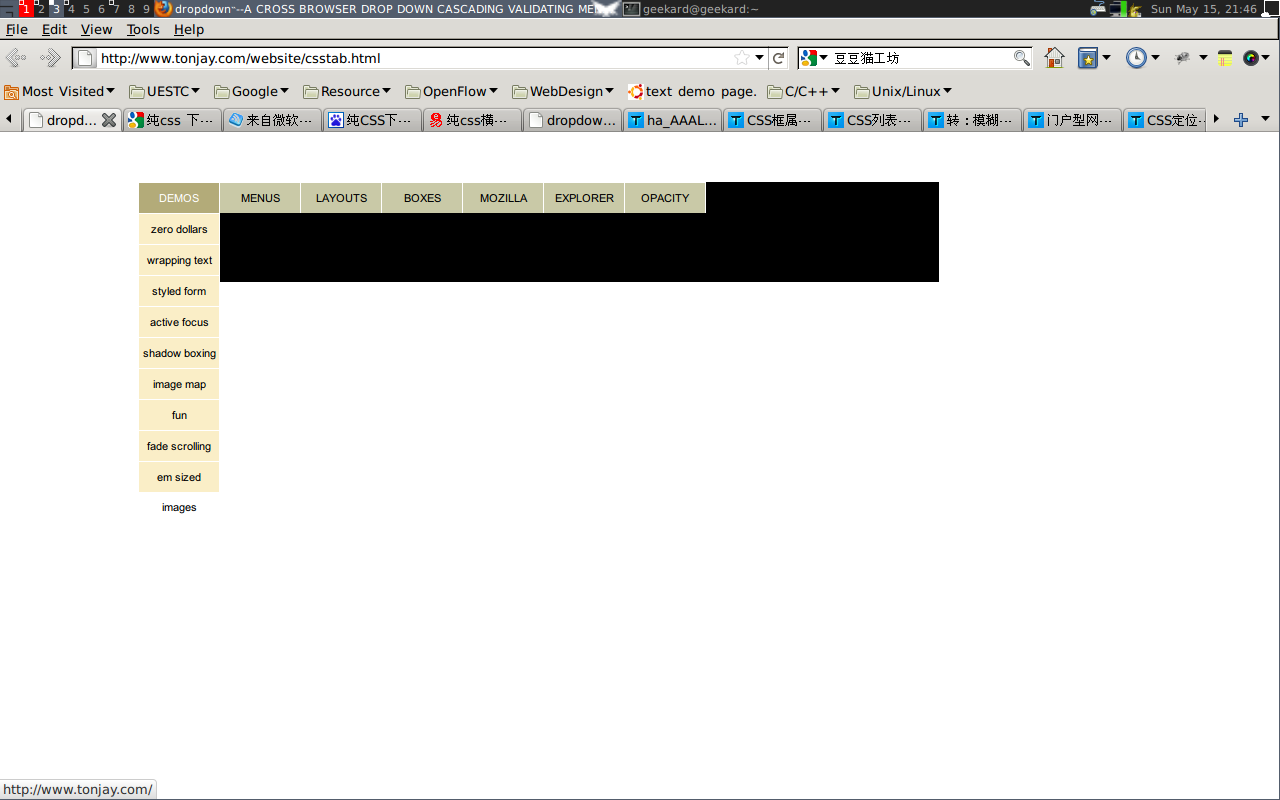 1 2 3 4 5 6 7 8 9 dropdown"--A CROSS BROWSER DROP DOWN CASCADING VALIDATING ME geekard@geekard:~ Sun May 15, 21:46
File Edit View Tools Help
http://www.tonjay.com/website/csstab.html 豆豆猫工坊
Most Visited UESTC Google Resource OpenFlow WebDesign text demo page. C/C++ Unix/Linux
dropd... 纯css 下... 来自微软... 纯CSS下... 纯css横... dropdow... ha_AAAL... CSS框属... CSS列表... 转：模糊... 门户型网... CSS定位
DEMOS MENUS LAYOUTS BOXES MOZILLA EXPLORER OPACITY
zero dollars
wrapping text
styled form
active focus
shadow boxing
image map
fun
fade scrolling
em sized
images
http://www.tonjay.com/